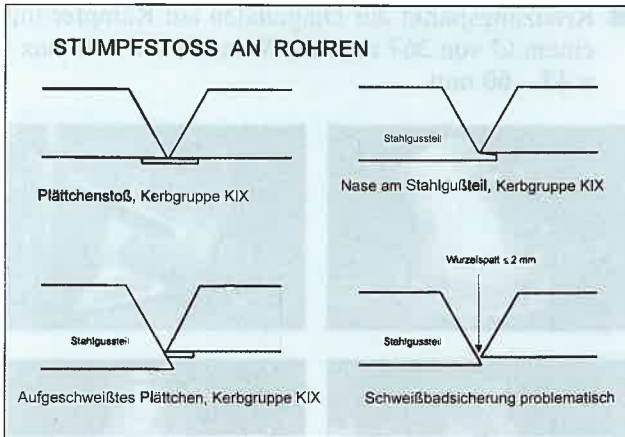 STUMPFSTOSS AN ROHREN
Stahlgussteil
Plättchenstoß, Kerbgruppe KIX
Nase am Stahlgußteil, Kerbgruppe KIX
Wurzelspalt ≤ 2 mm
Stahlgussteil
Stahlgussteil
Aufgeschweißtes Plättchen, Kerbgruppe KIX
Schweißbadsicherung problematisch